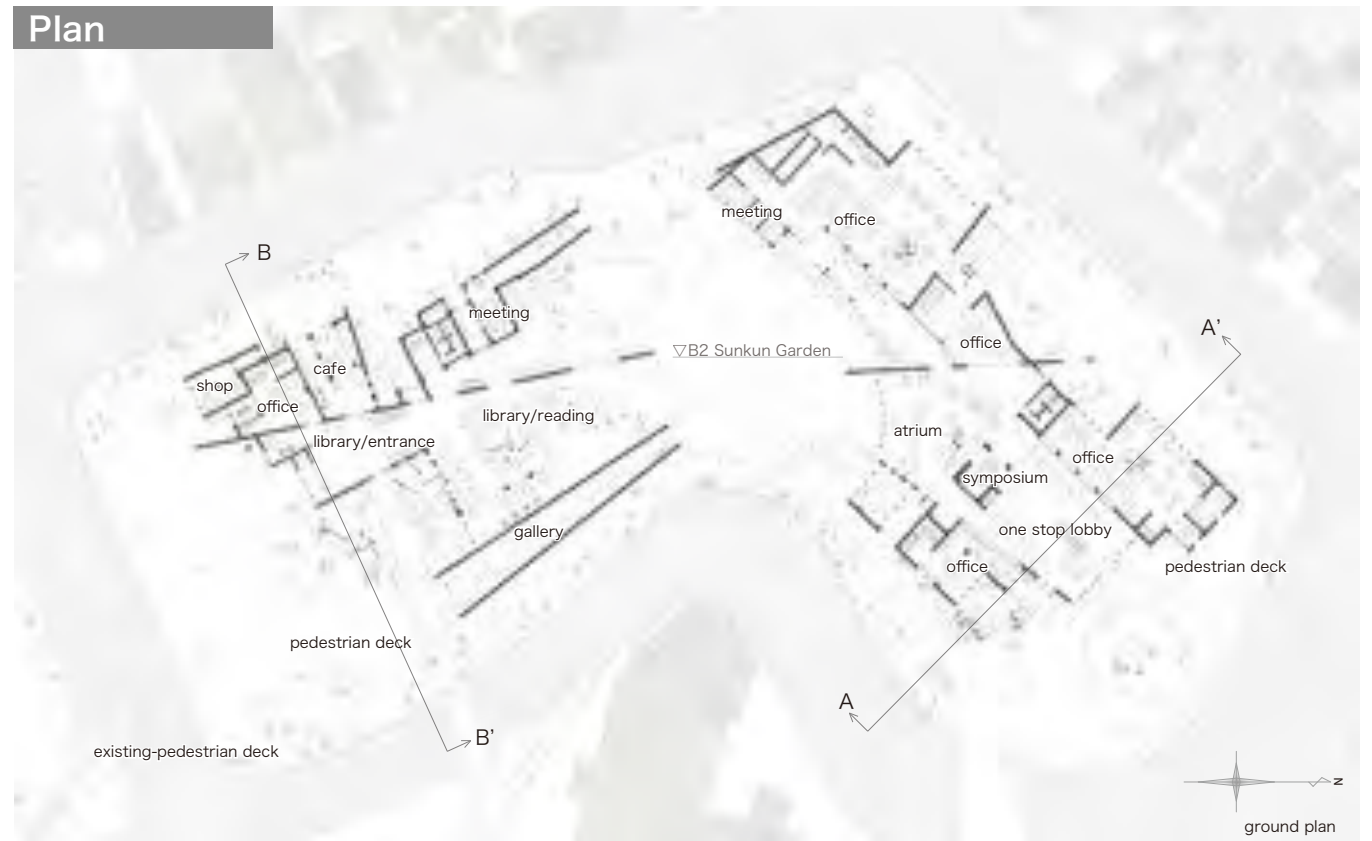 Plan
meeting
office
B
meeting
A'
office
▽B2 Sunkun Garden
cafe
shop
office
library/reading
atrium
library/entrance
office
symposium
gallery
one stop lobby
office
pedestrian deck
pedestrian deck
A
B'
existing-pedestrian deck
N
ground plan